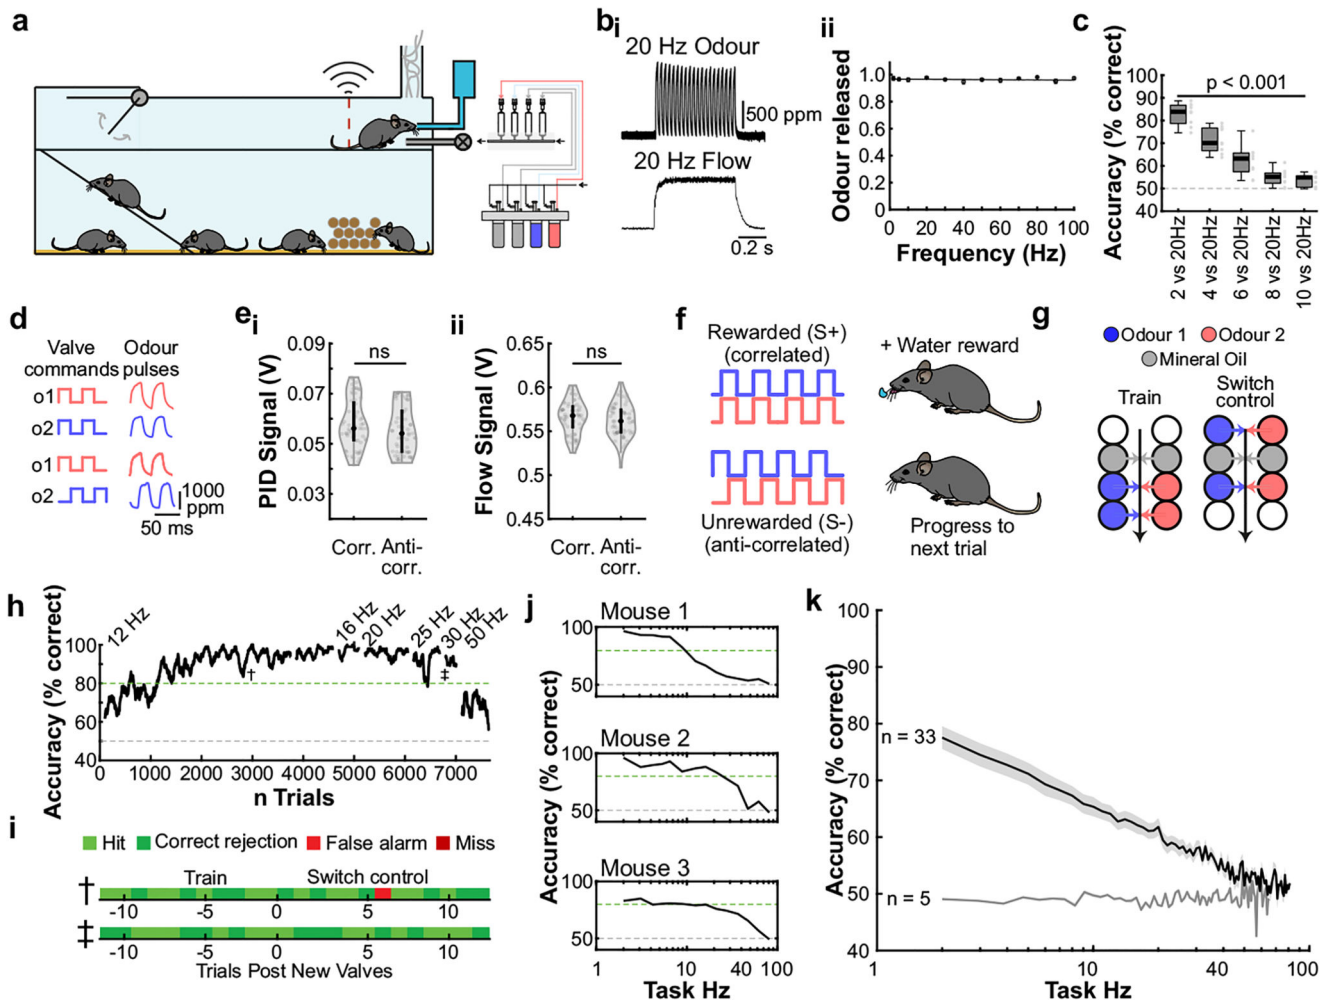 a
b
i
20 Hz Odour
500 ppm
20 Hz Flow
0.2 s
ii
Odour released
1.0
0.8
0.6
0.4
0.2
0
0 20 40 60 80 100
Frequency (Hz)
c
Accuracy (% correct)
100
90
80
70
60
50
40
p < 0.001
2 vs 20Hz
4 vs 20Hz
6 vs 20Hz
8 vs 20Hz
10 vs 20Hz
d
Valve commands
Odour pulses
o1
o2
o1
o2
1000 ppm
50 ms
e
i
PID Signal (V)
0.09
0.07
0.05
0.03
ns
Corr. Anti-
corr.
ii
Flow Signal (V)
0.65
0.6
0.55
0.5
0.45
ns
Corr. Anti-
corr.
f
Rewarded (S+)
(correlated)
+ Water reward
Unrewarded (S-)
(anti-correlated)
Progress to
next trial
g
Odour 1 Odour 2
Mineral Oil
Train
Switch
control
h
Accuracy (% correct)
100
80
60
40
12 Hz
16 Hz
20 Hz
25 Hz
30 Hz
50 Hz
†
‡
0 1000 2000 3000 4000 5000 6000 7000
n Trials
i
Hit Correct rejection False alarm Miss
Train Switch control
†
-10 -5 0 5 10
‡
-10 -5 0 5 10
Trials Post New Valves
j
Accuracy (% correct)
Mouse 1
100
50
Mouse 2
100
50
Mouse 3
100
50
1 10 40 100
Task Hz
k
Accuracy (% correct)
100
90
80
70
60
50
40
n = 33
n = 5
1 10 40 100
Task Hz